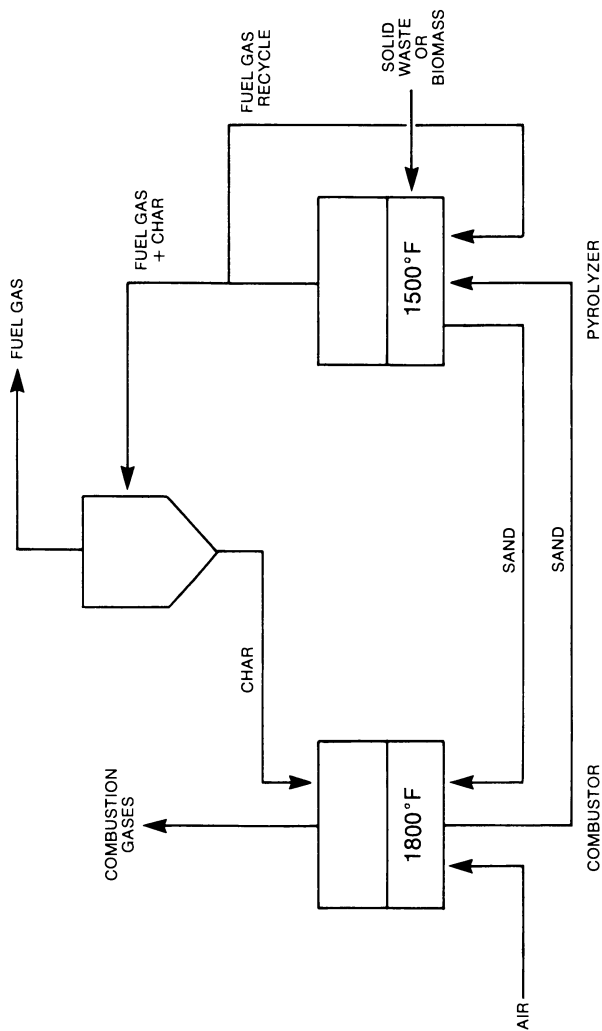 FUEL GAS
FUEL GAS
+ CHAR
FUEL GAS
RECYCLE
SOLID
WASTE
OR
BIOMASS
COMBUSTION
GASES
CHAR
1800°F
1500°F
SAND
SAND
AIR
COMBUSTOR
PYROLYZER